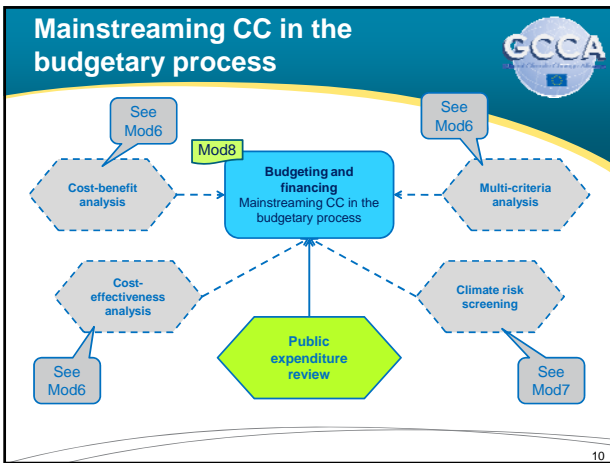 Mainstreaming CC in the
budgetary process
GCCA
See
Mod6
See
Mod6
Mod8
Cost-benefit
analysis
Budgeting and
financing
Mainstreaming CC in the
budgetary process
Multi-criteria
analysis
Cost-
effectiveness
analysis
Climate risk
screening
Public
expenditure
review
See
Mod6
See
Mod7
10